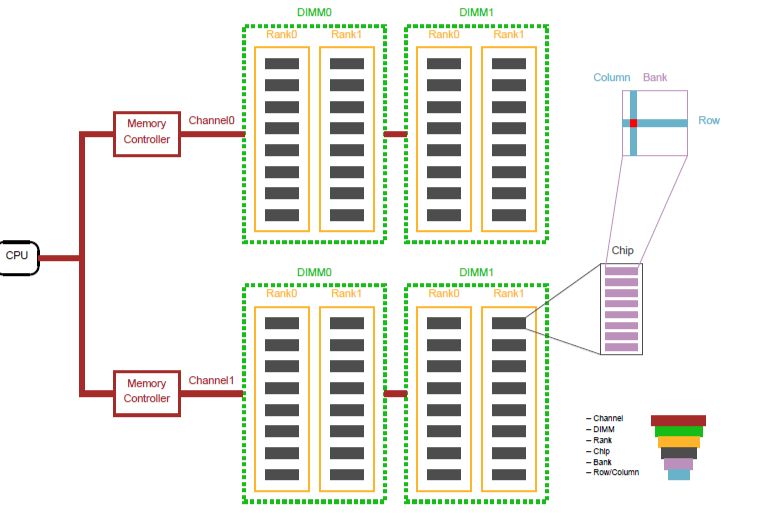 DIMM0
DIMM1
Rank0
Rank1
Rank0
Rank1
Column
Bank
Row
Memory
Controller
Channel0
CPU
Chip
DIMM0
DIMM1
Rank0
Rank1
Rank0
Rank1
Memory
Controller
Channel1
– Channel
– DIMM
– Rank
– Chip
– Bank
– Row/Column